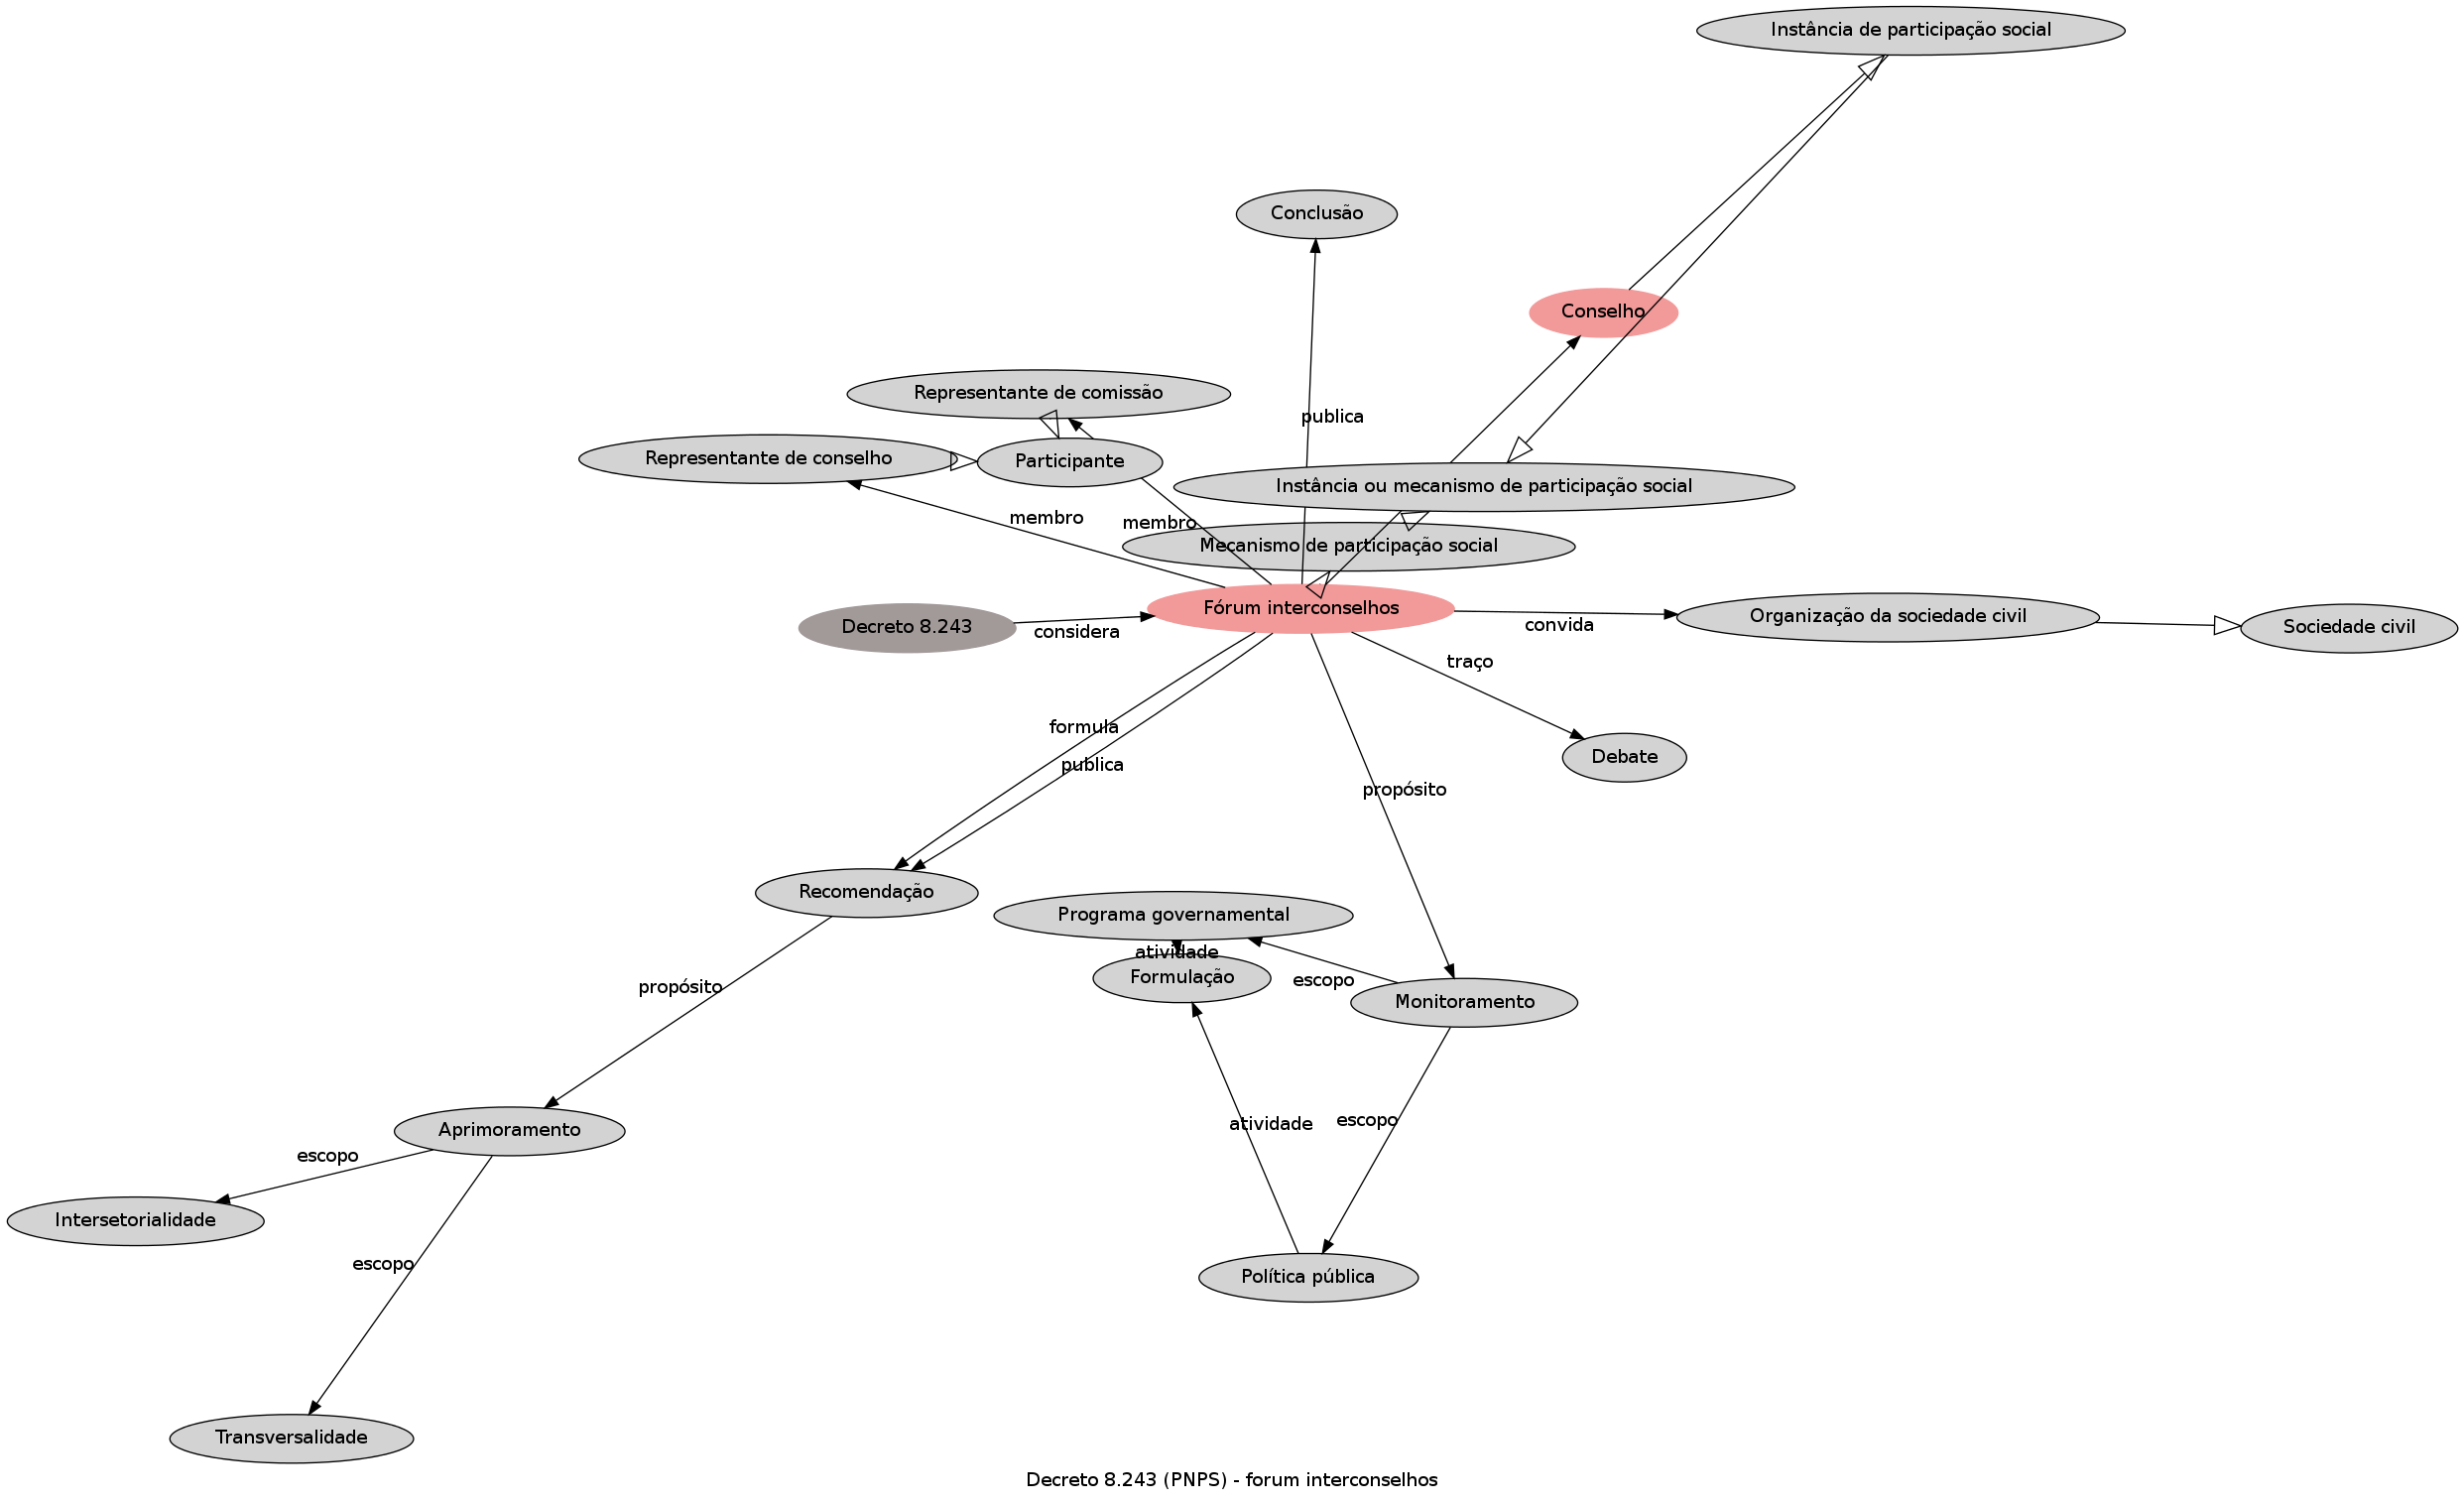 Instância de participação social
Conclusão
Conselho
Representante de comissão
publica
Representante de conselho
Participante
Instância ou mecanismo de participação social
membro
membro
Mecanismo de participação social
Fórum interconselhos
Decreto 8.243
considera
convida
Organização da sociedade civil
Sociedade civil
traço
formula
publica
Debate
propósito
Recomendação
Programa governamental
atividade
Formulação
escopo
propósito
Monitoramento
escopo
atividade
Aprimoramento
escopo
Intersetorialidade
escopo
Política pública
Transversalidade
Decreto 8.243 (PNPS) - forum interconselhos